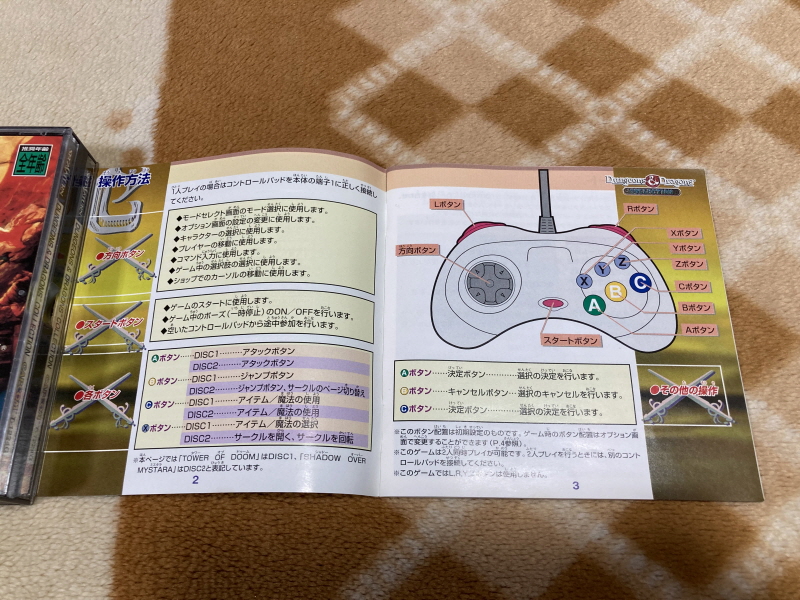 推奨年齢
操作方法
1人プレイの場合はコントロールパッドを本体の端子1に正しく接続し
てください。
●方向ボタン
◆モードセレクト画面のモード選択に使用します。
◆オプション画面の設定の変更に使用します。
◆キャラクターの選択に使用します。
◆プレイヤーの移動に使用します。
◆コマンド入力に使用します。
◆ゲーム中の選択肢の選択に使用します。
◆ショップでのカーソルの移動に使用します。
●スタートボタン
◆ゲームのスタートに使用します。
◆ゲーム中のポーズ(一時停止)のON/OFFを行います。
◆空いたコントロールパッドから途中参加を行います。
●各ボタン
Aボタン……DISC1………アタックボタン
DISC2………アタックボタン
Bボタン……DISC1………ジャンプボタン
DISC2………ジャンプボタン、サークルのページ切り替え
Cボタン……DISC1………アイテム/魔法の使用
DISC2………アイテム/魔法の使用
Xボタン……DISC1………アイテム/魔法の選択
DISC2………サークルを開く、サークルを回転
※本ページでは「TOWER OF DOOM」はDISC1、「SHADOW OVER
MYSTARA」はDISC2と表記しています。
2
Dungeons & Dragons
Lボタン
方向ボタン
Rボタン
Xボタン
Yボタン
Zボタン
Cボタン
Bボタン
Aボタン
スタートボタン
X
Y
Z
A
B
C
●その他の操作
Aボタン……決定ボタン…………選択の決定を行います。
Bボタン……キャンセルボタン…選択のキャンセルを行います。
Cボタン……決定ボタン…………選択の決定を行います。
※このボタン配置は初期設定のものです。ゲーム時のボタン配置はオプション画
面で変更することができます(P.4参照)。
※このゲームは2人同時プレイが可能です。2人プレイを行うときには、別のコント
ロールパッドを接続してください。
※このゲームではL,R,Y,Zボタンは使用しません。
3